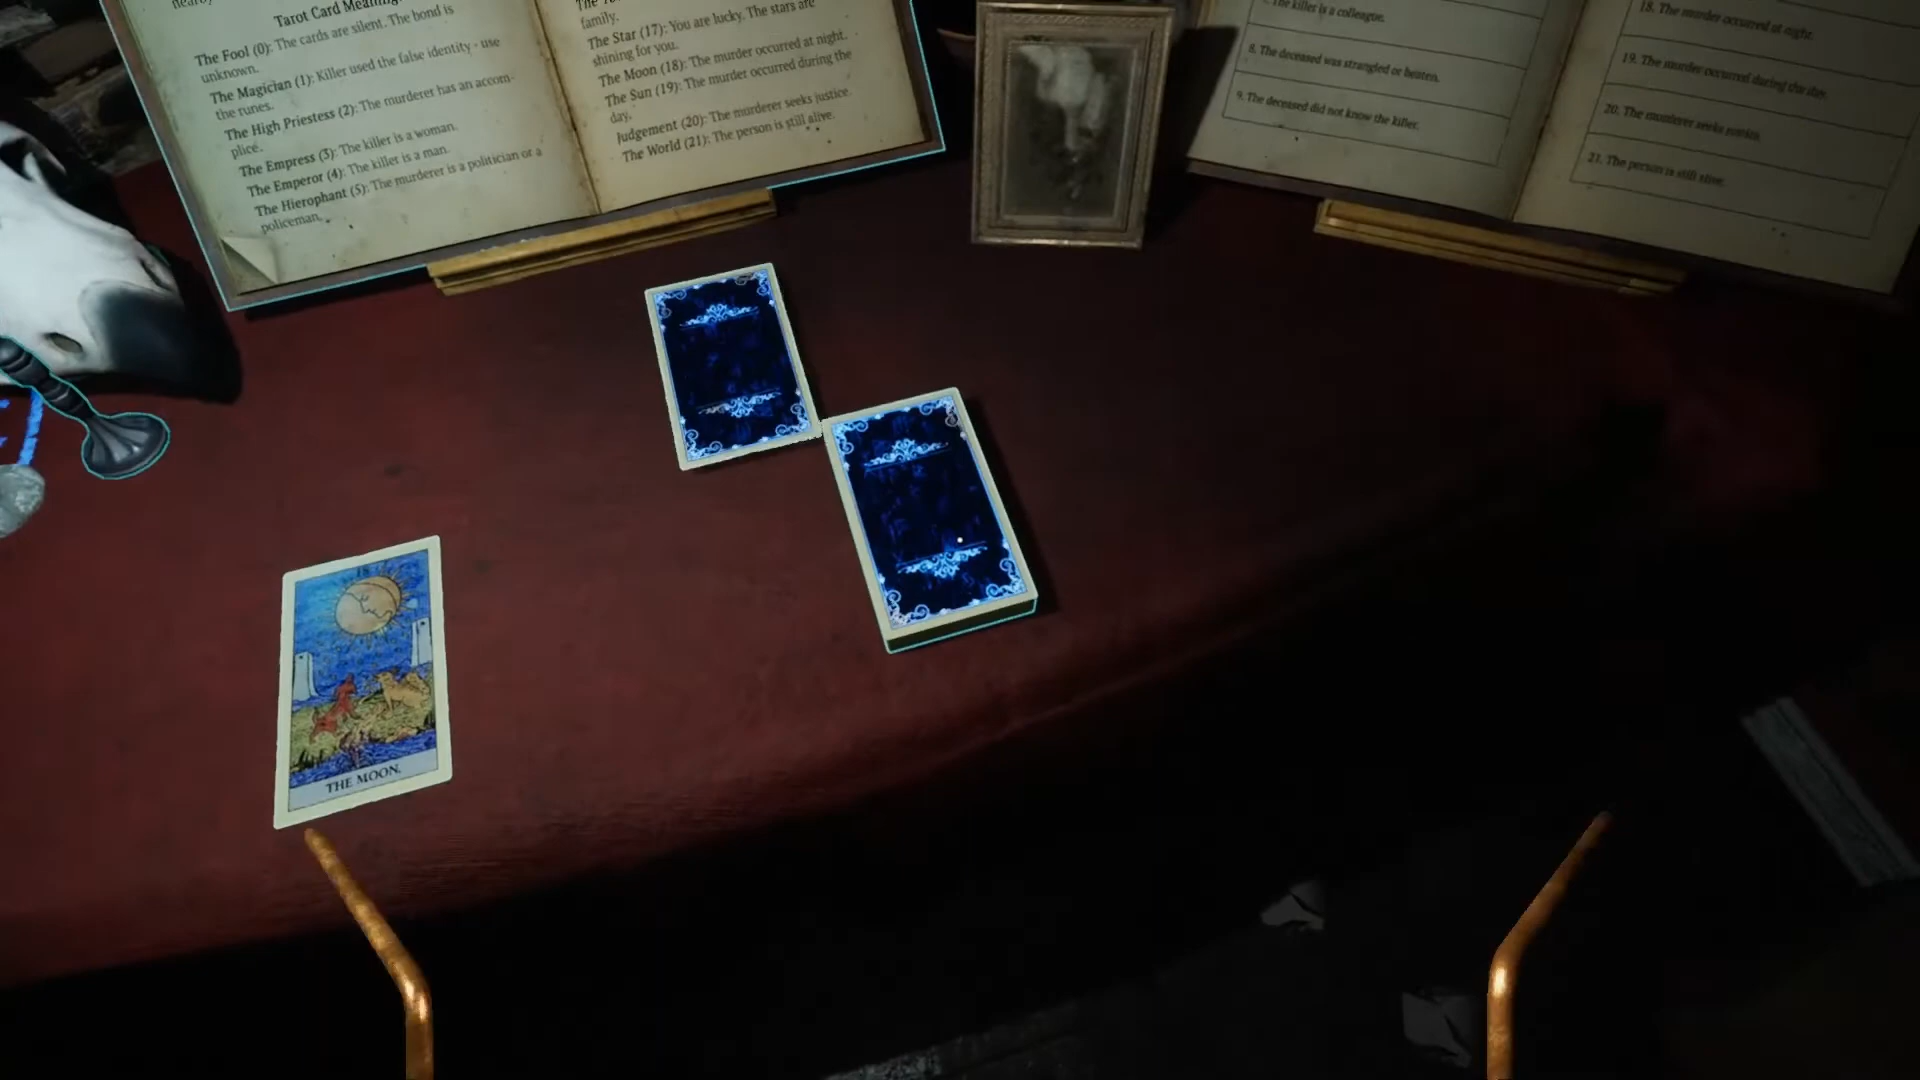 nearby
Tarot Card Meaning
The Fool (0): The cards are silent. The bond is
unknown.
The Magician (1): Killer used the false identity - use
the runes.
The High Priestess (2): The murderer has an accom-
plice.
The Empress (3): The killer is a woman.
The Emperor (4): The killer is a man.
The Hierophant (5): The murderer is a politician or a
policeman.
family.
The Star (17): You are lucky. The stars are
shining for you.
The Moon (18): The murder occurred at night.
The Sun (19): The murder occurred during the
day.
Judgement (20): The murderer seeks justice.
The World (21): The person is still alive.
The killer is a colleague.
8. The deceased was strangled or beaten.
9. The deceased did not know the killer.
18. The murder occurred at night.
19. The murder occurred during the day.
20. The murderer seeks justice.
21. The person is still alive.
THE MOON.